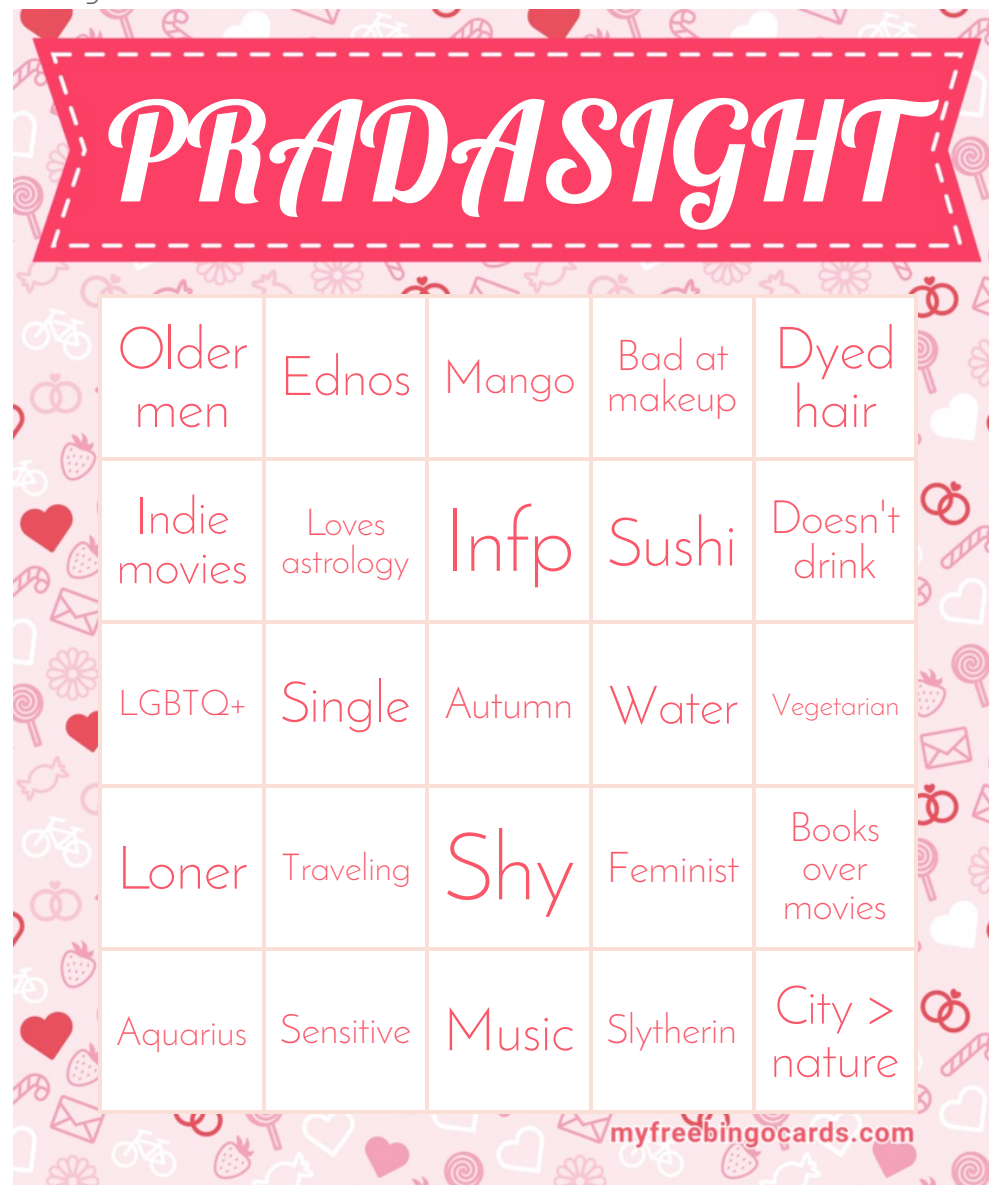 PRADASIGHT
Older
men
Ednos
Mango
Bad at
makeup
Dyed
hair
Indie
movies
Loves
astrology
Infp
Sushi
Doesn't
drink
LGBTQ+
Single
Autumn
Water
Vegetarian
Loner
Traveling
Shy
Feminist
Books
over
movies
Aquarius
Sensitive
Music
Slytherin
City >
nature
myfreebingocards.com